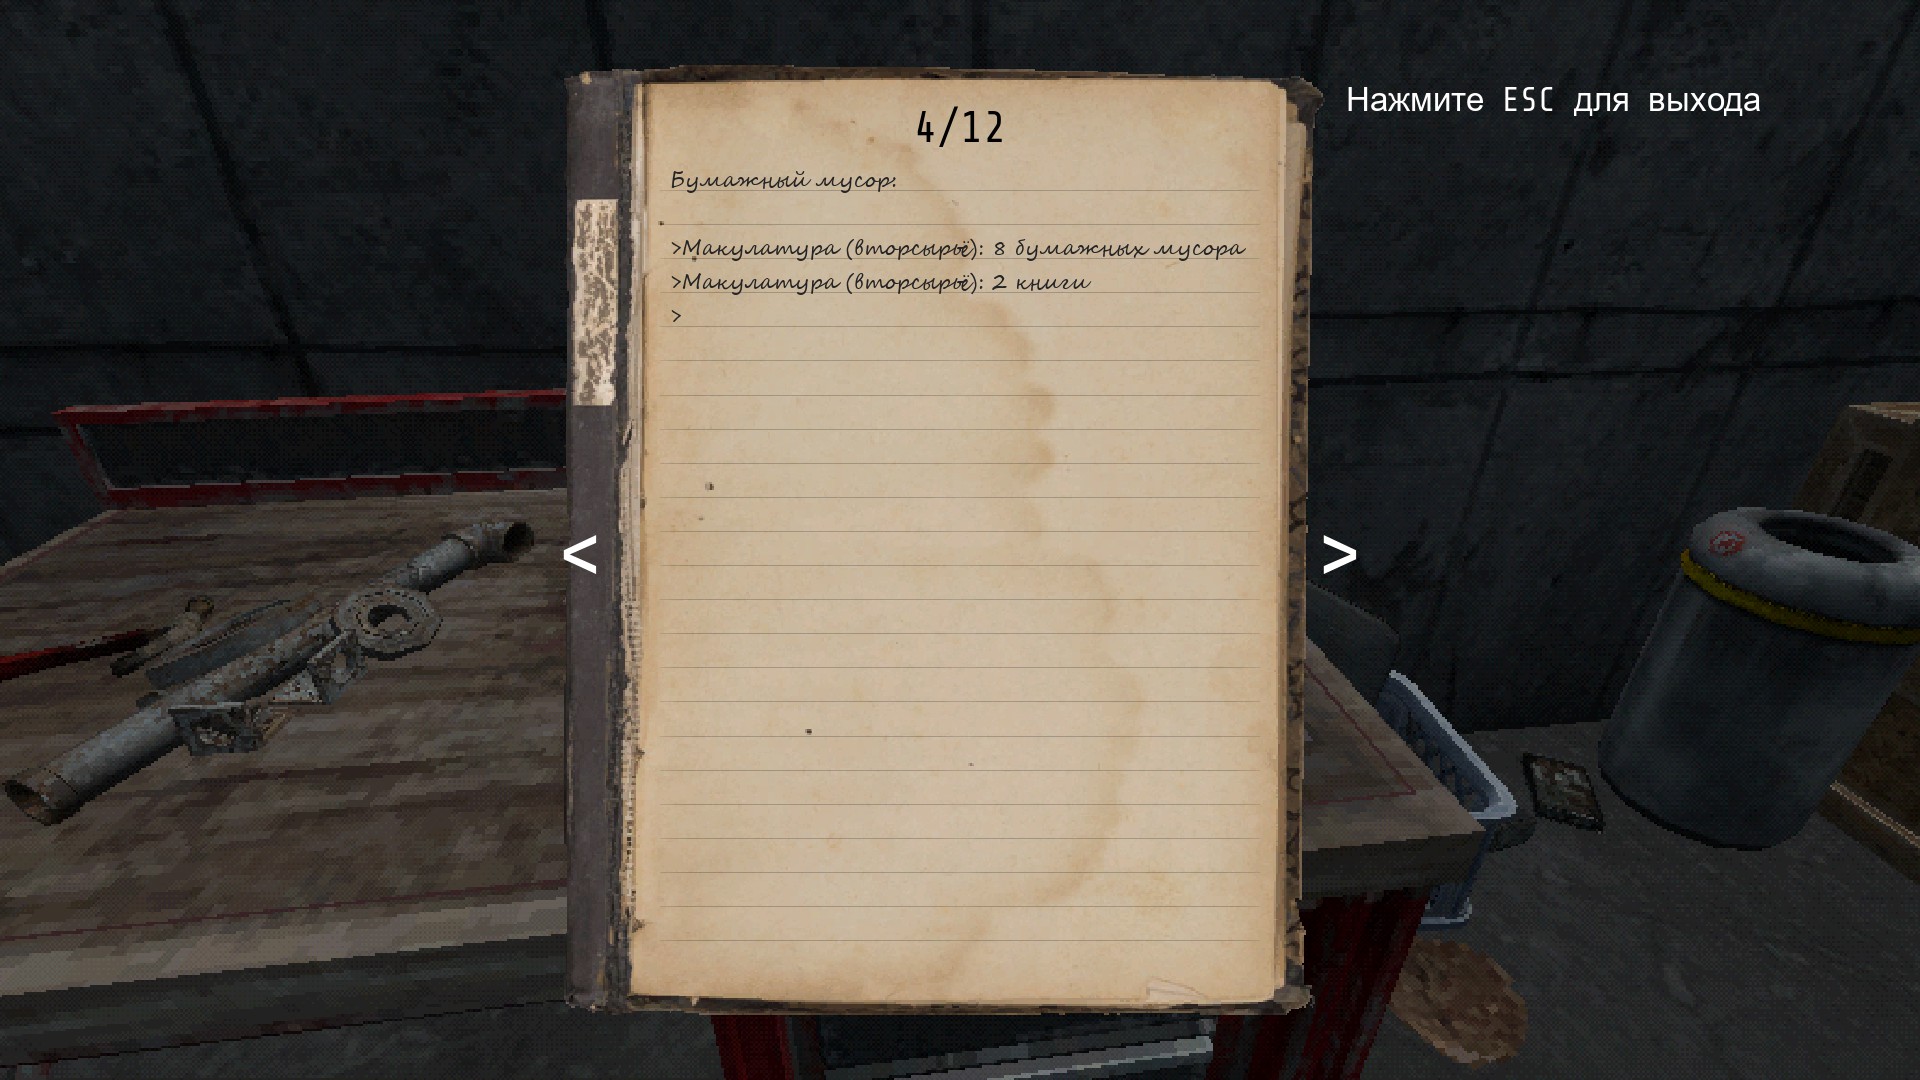 4/12
Нажмите ESC для выхода
Бумажный мусор:
>Макулатура (вторсырьё): 8 бумажных мусора
>Макулатура (вторсырьё): 2 книги
>
<
>